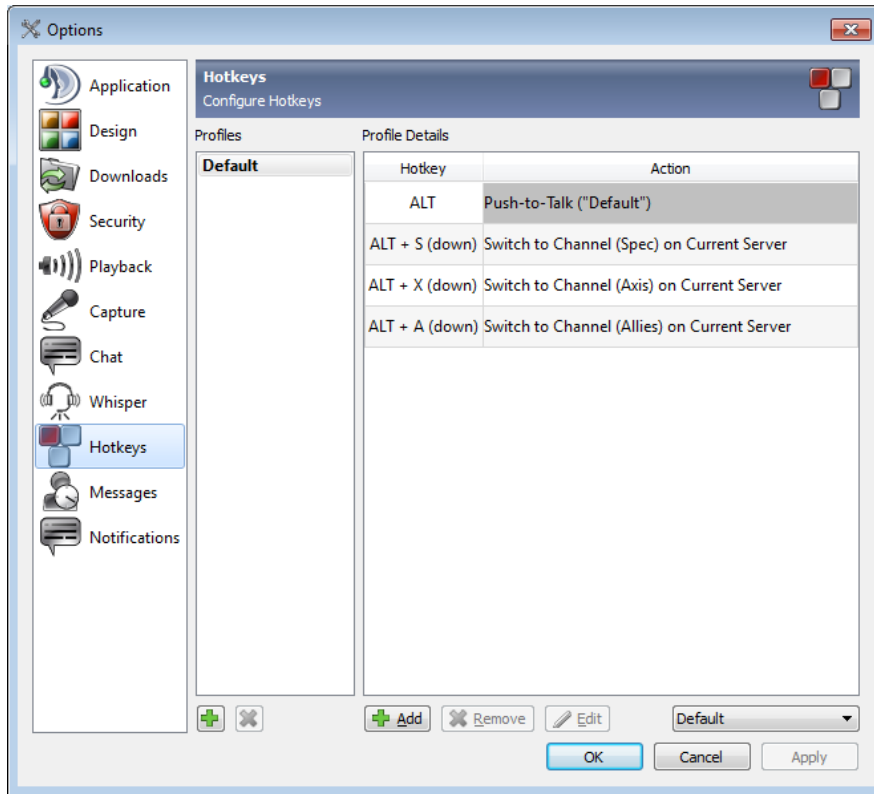 Options
Application
Design
Downloads
Security
Playback
Capture
Chat
Whisper
Hotkeys
Messages
Notifications
Hotkeys
Configure Hotkeys
Profiles
Default
Profile Details
Hotkey Action
ALT Push-to-Talk ("Default")
ALT + S (down) Switch to Channel (Spec) on Current Server
ALT + X (down) Switch to Channel (Axis) on Current Server
ALT + A (down) Switch to Channel (Allies) on Current Server
Add Remove Edit Default
OK Cancel Apply